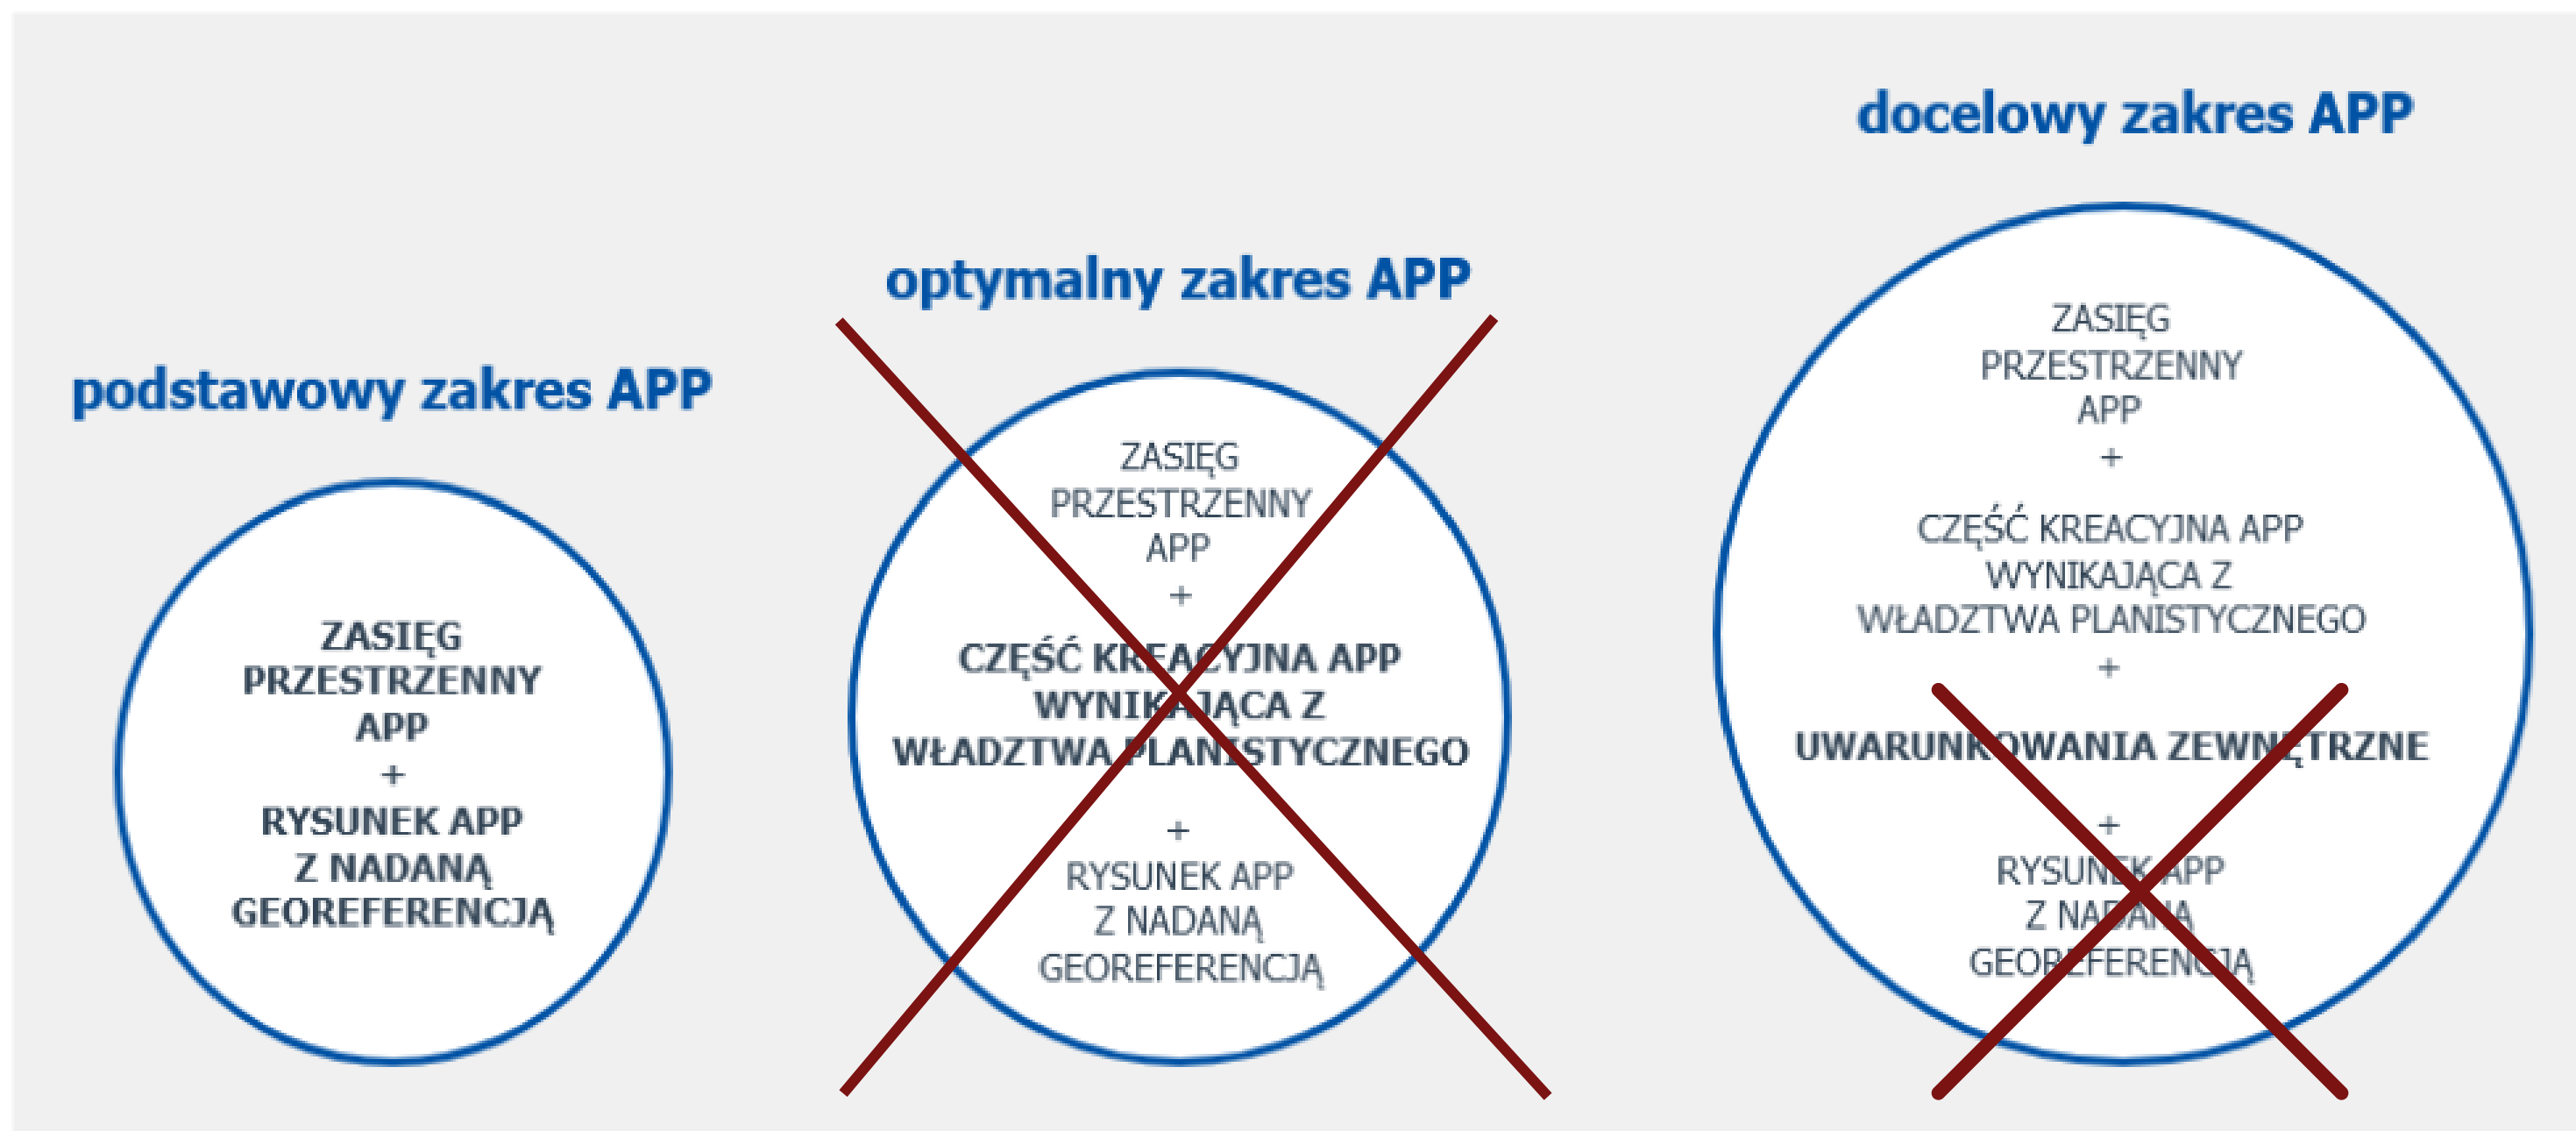 podstawowy zakres APP
ZASIĘG
PRZESTRZENNY
APP
+
RYSUNEK APP
Z NADANĄ
GEOREFERENCJĄ
optymalny zakres APP
ZASIĘG
PRZESTRZENNY
APP
+
CZĘŚĆ KREACYJNA APP
WYNIKAJĄCA Z
WŁADZTWA PLANISTYCZNEGO
+
RYSUNEK APP
Z NADANĄ
GEOREFERENCJĄ
docelowy zakres APP
ZASIĘG
PRZESTRZENNY
APP
+
CZĘŚĆ KREACYJNA APP
WYNIKAJĄCA Z
WŁADZTWA PLANISTYCZNEGO
+
UWARUNKOWANIA ZEWNĘTRZNE
+
RYSUNEK APP
Z NADANĄ
GEOREFERENCJĄ